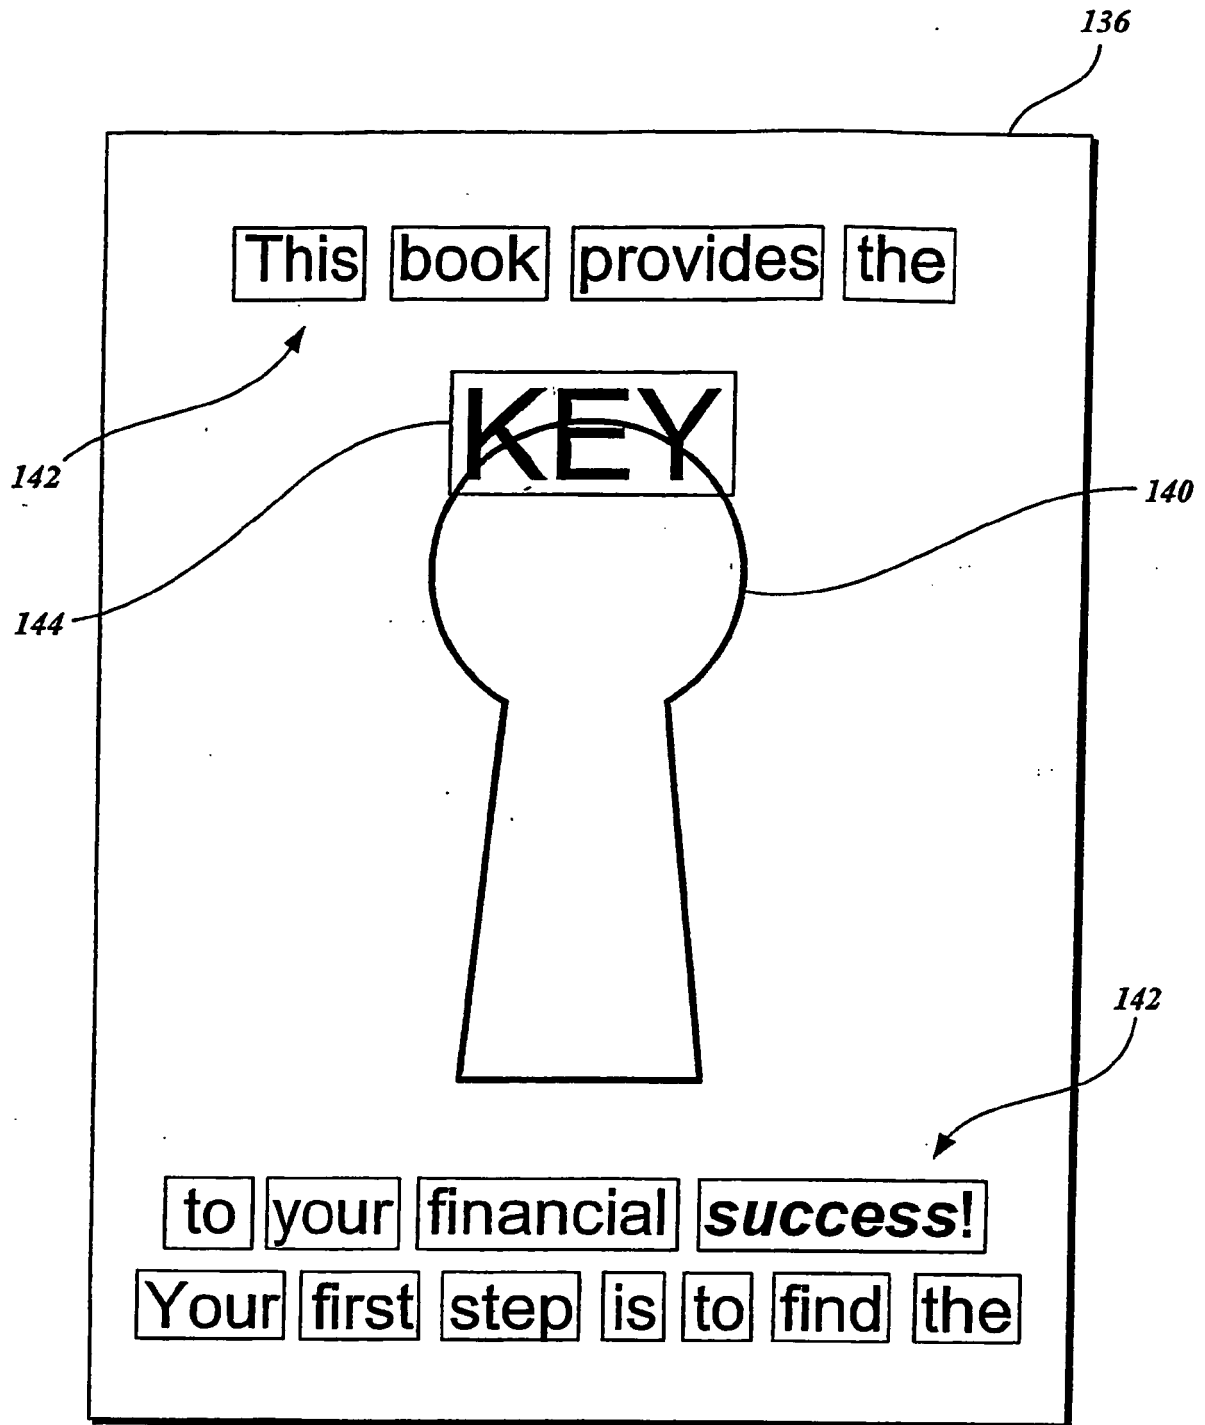 136
This book provides the
KEY
142
140
144
142
to your financial success!
Your first step is to find the